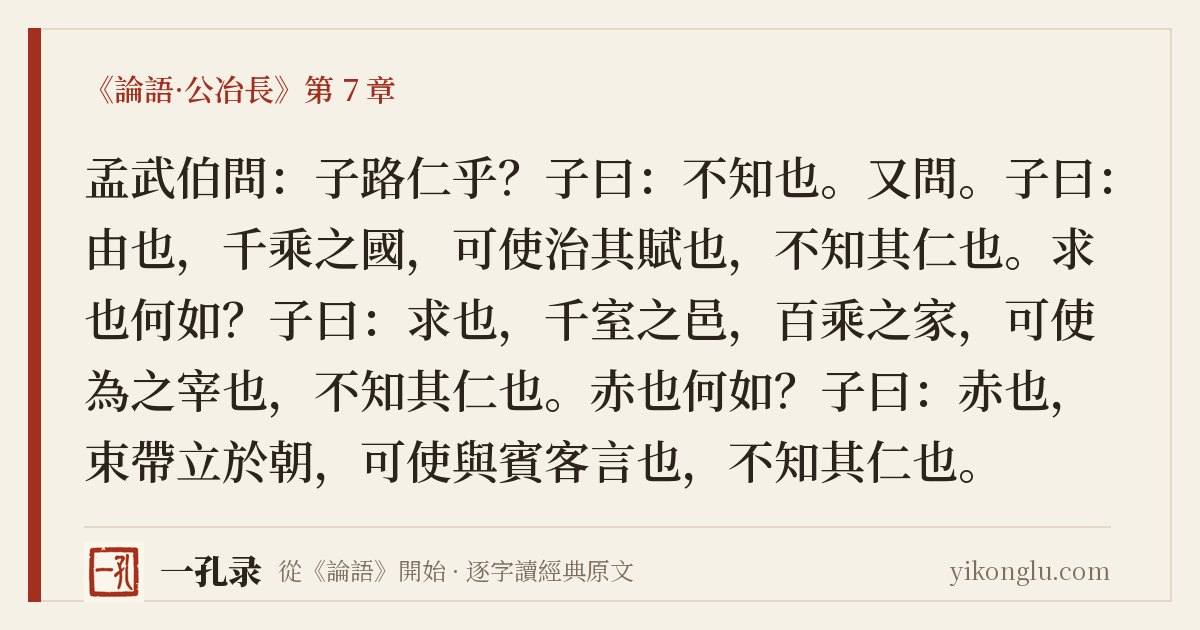 《論語·公冶長》第 7 章
孟武伯問：子路仁乎？子曰：不知也。又問。子曰：
由也，千乘之國，可使治其賦也，不知其仁也。求
也何如？子曰：求也，千室之邑，百乘之家，可使
為之宰也，不知其仁也。赤也何如？子曰：赤也，
束帶立於朝，可使與賓客言也，不知其仁也。
一孔
一孔录 從《論語》開始 · 逐字讀經典原文 yikonglu.com